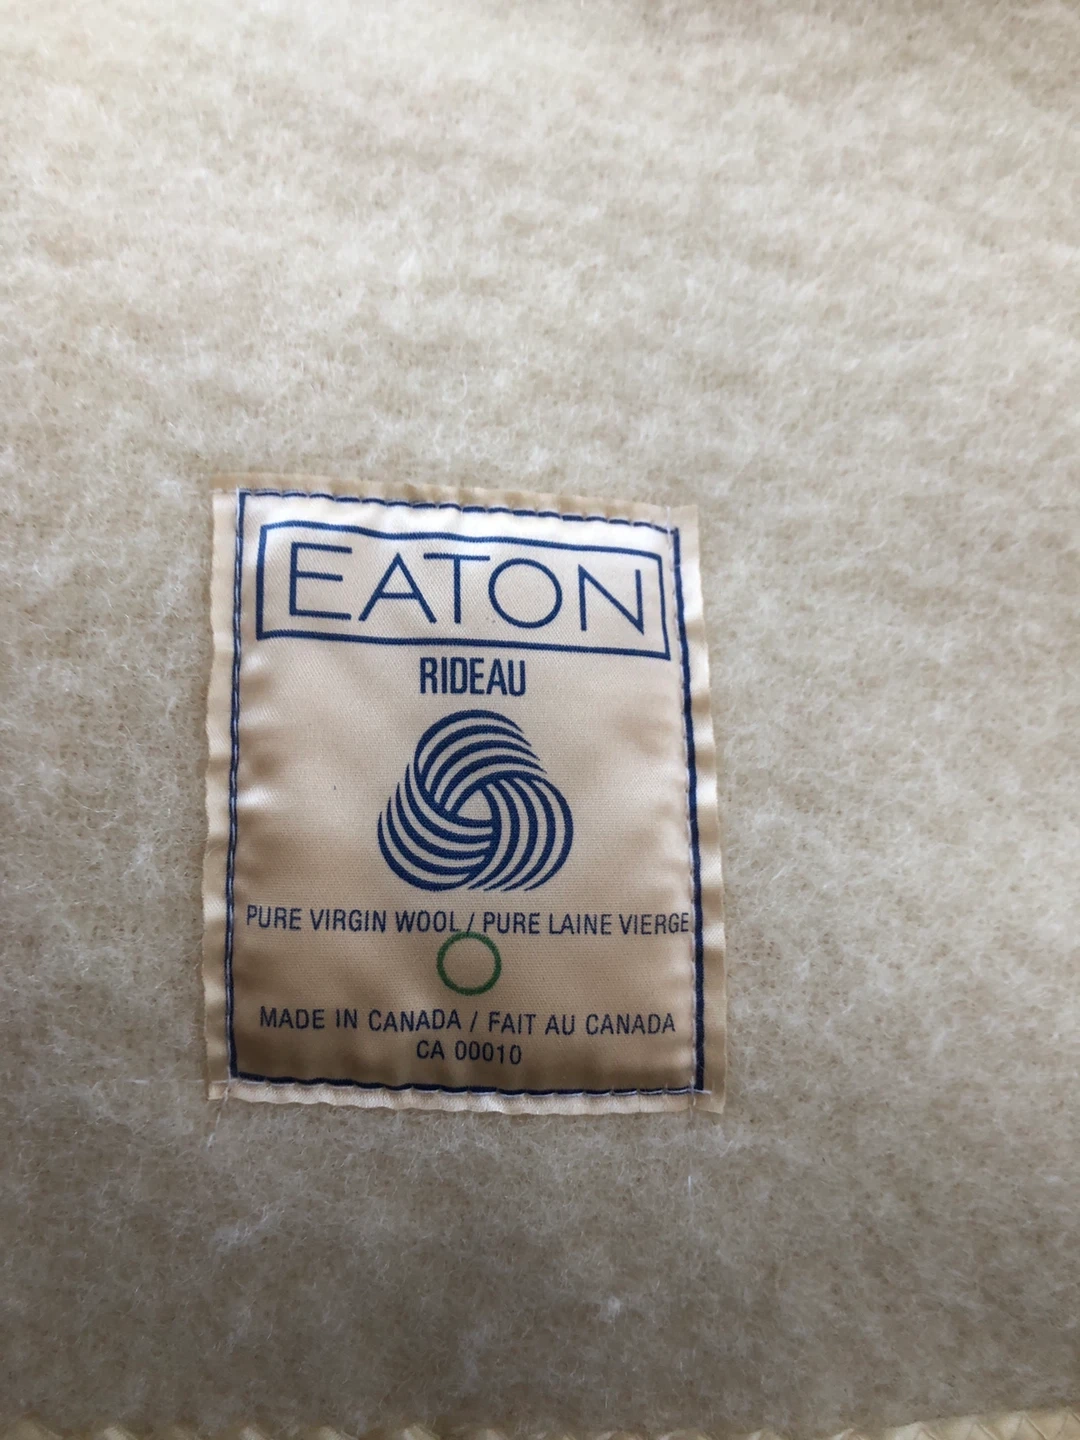 EATON
RIDEAU
PURE VIRGIN WOOL / PURE LAINE VIERGE
MADE IN CANADA / FAIT AU CANADA
CA 00010